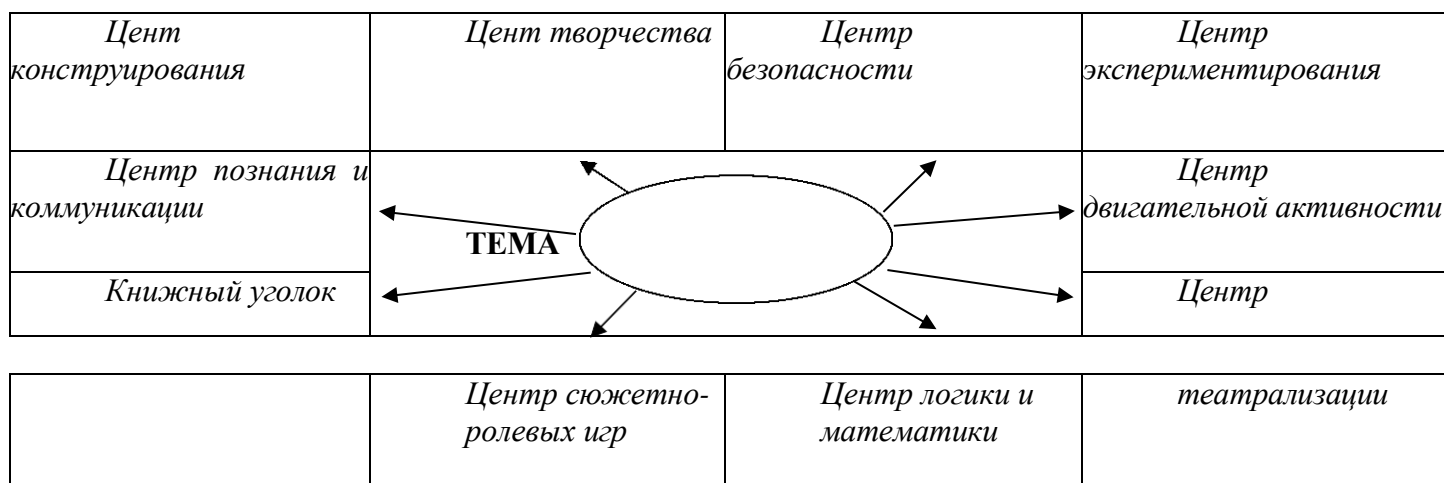 Цент
конструирования
Цент творчества
Центр
безопасности
Центр
экспериментирования
Центр познания и
коммуникации
ТЕМА
Центр
двигательной активности
Книжный уголок
Центр
Центр сюжетно-
ролевых игр
Центр логики и
математики
театрализации